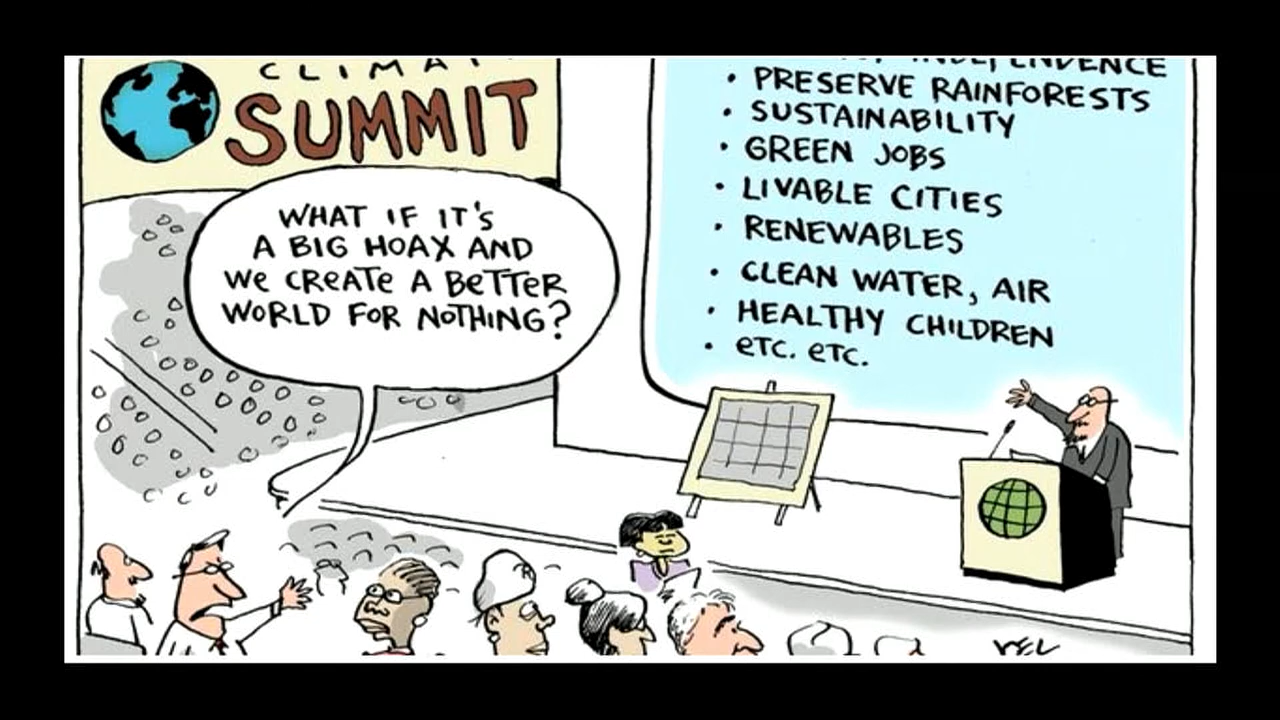 SUMMIT
WHAT IF IT'S
A BIG HOAX AND
WE CREATE A BETTER
WORLD FOR NOTHING?
INDEPENDENCE
• PRESERVE RAINFORESTS
• SUSTAINABILITY
• GREEN JOBS
• LIVABLE CITIES
• RENEWABLES
• CLEAN WATER, AIR
• HEALTHY CHILDREN
• ETC. ETC.